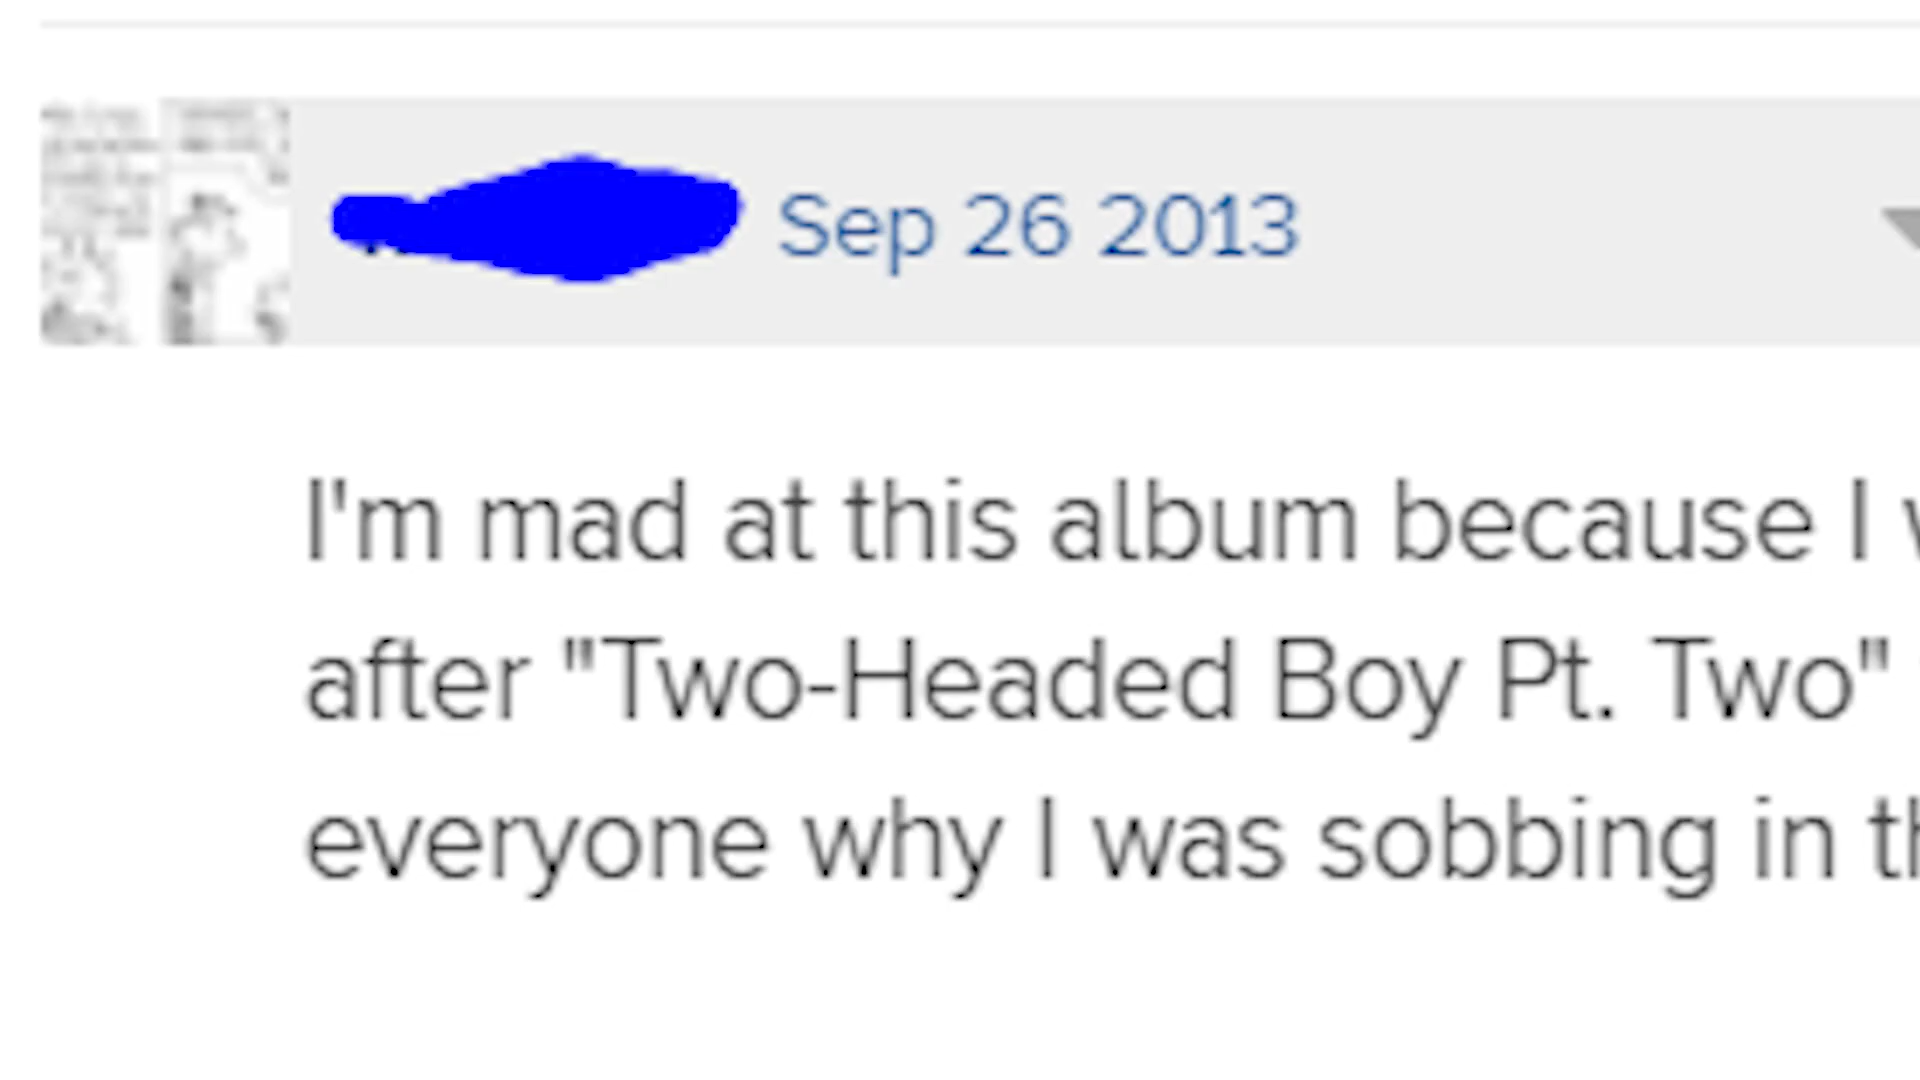 Sep 26 2013
I'm mad at this album because I
after "Two-Headed Boy Pt. Two"
everyone why I was sobbing in